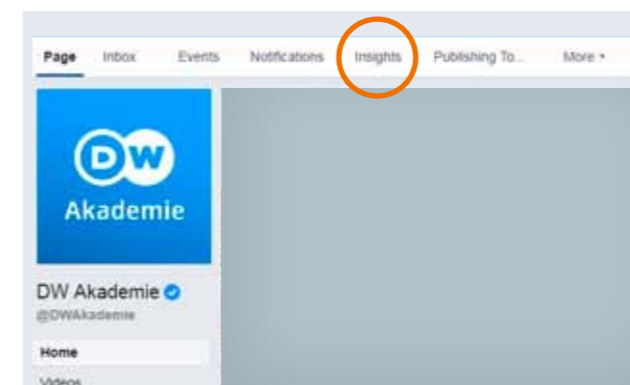 Page Inbox Events Notifications Insights Publishing To... More
DW
Akademie
DW Akademie
@DWAkademie
Home
Videos